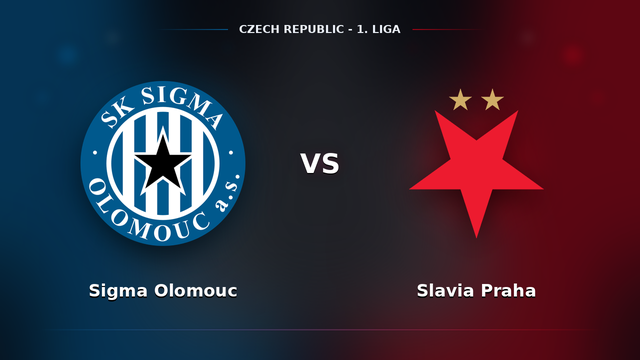 CZECH REPUBLIC - 1. LIGA
SK SIGMA
OLOMOUC a.s.
VS
Sigma Olomouc
Slavia Praha